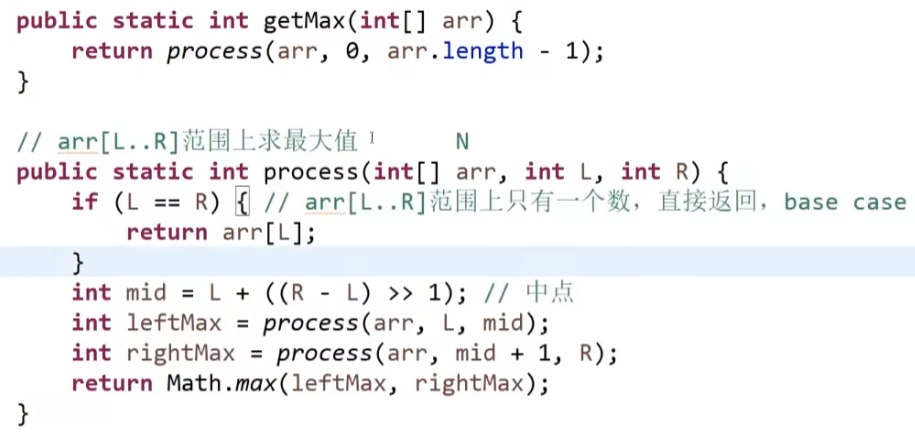 public static int getMax(int[] arr) {
    return process(arr, 0, arr.length - 1);
}
// arr[L..R]范围上求最大值    N
public static int process(int[] arr, int L, int R) {
    if (L == R) { // arr[L..R]范围上只有一个数，直接返回，base case
        return arr[L];
    }
    int mid = L + ((R - L) >> 1); // 中点
    int leftMax = process(arr, L, mid);
    int rightMax = process(arr, mid + 1, R);
    return Math.max(leftMax, rightMax);
}